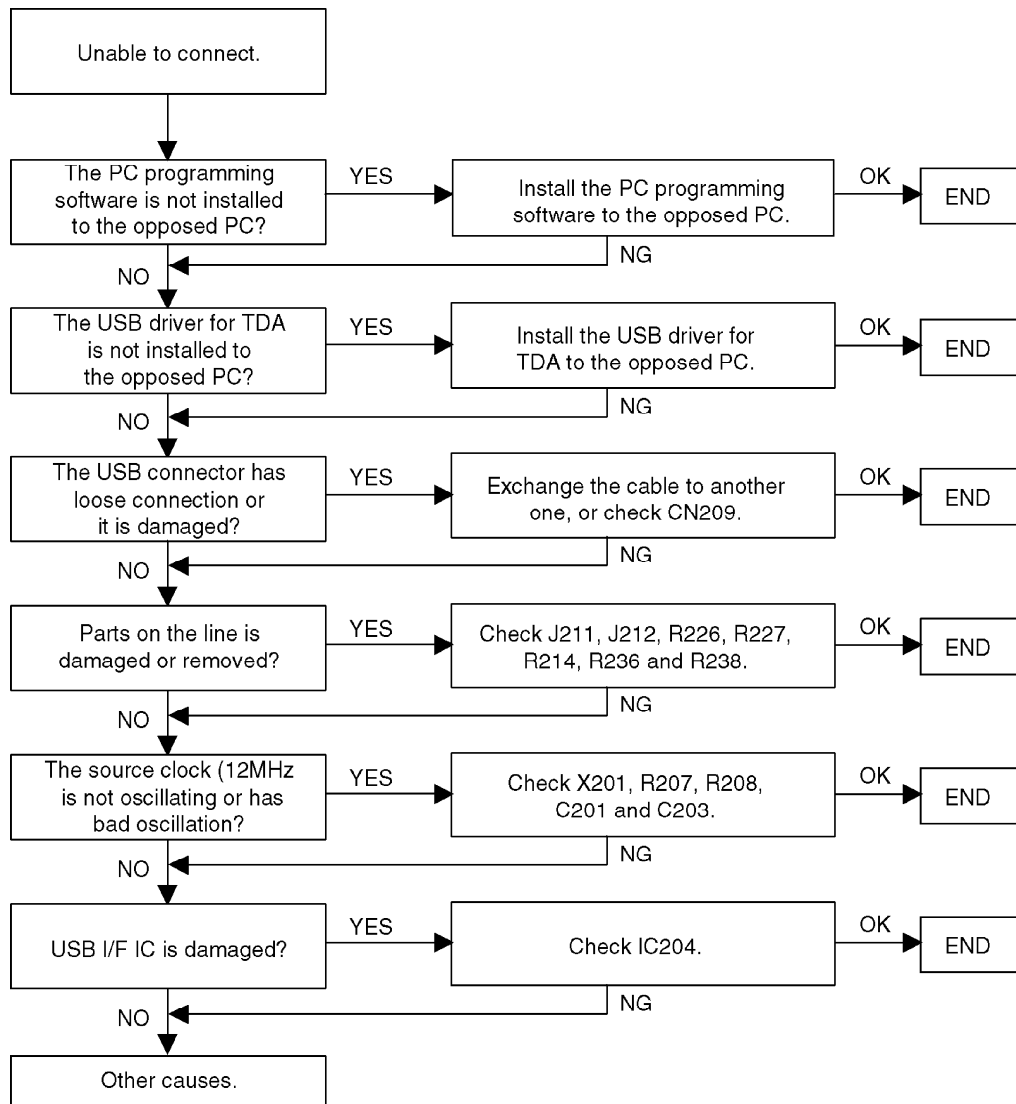 Unable to connect.
The PC programming
software is not installed
to the opposed PC?
YES
Install the PC programming
software to the opposed PC.
OK
END
NG
NO
The USB driver for TDA
is not installed to
the opposed PC?
YES
Install the USB driver for
TDA to the opposed PC.
OK
END
NG
NO
The USB connector has
loose connection or
it is damaged?
YES
Exchange the cable to another
one, or check CN209.
OK
END
NG
NO
Parts on the line is
damaged or removed?
YES
Check J211, J212, R226, R227,
R214, R236 and R238.
OK
END
NG
NO
The source clock (12MHz
is not oscillating or has
bad oscillation?
YES
Check X201, R207, R208,
C201 and C203.
OK
END
NG
NO
USB I/F IC is damaged?
YES
Check IC204.
OK
END
NG
NO
Other causes.